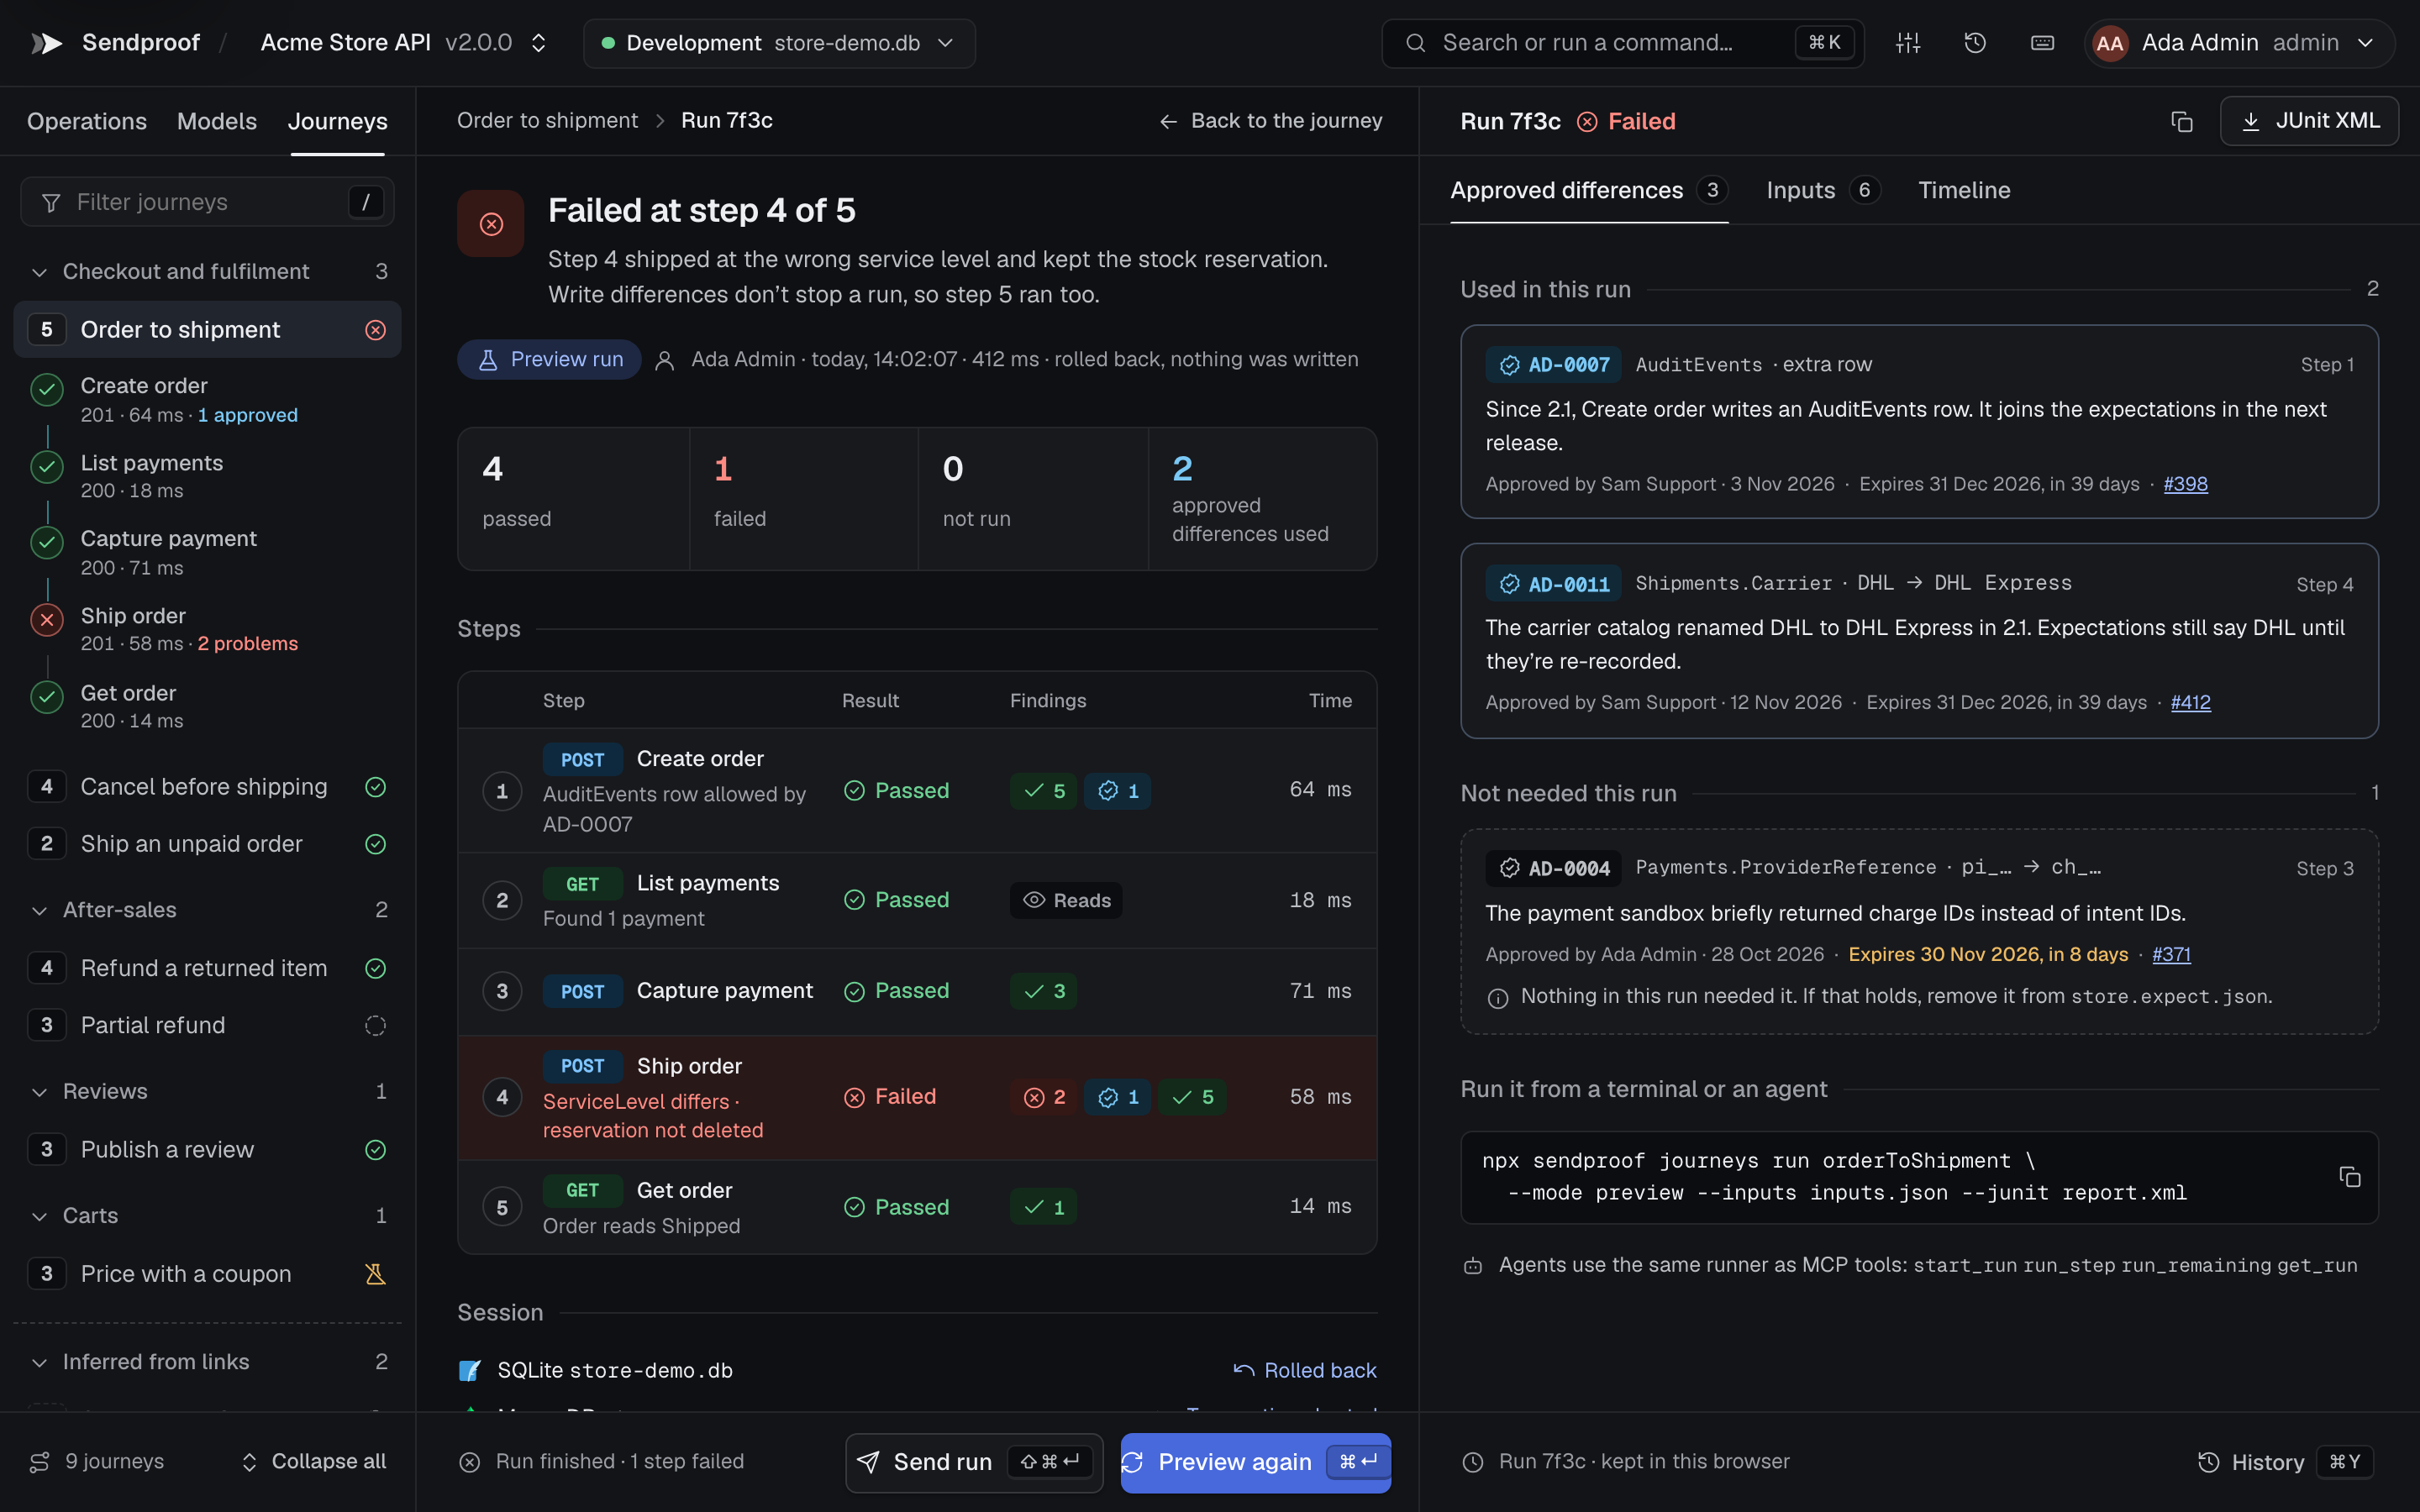 Sendproof / Acme Store API v2.0.0
Development store-demo.db
Search or run a command... ⌘K
AA Ada Admin admin
Operations Models Journeys
Filter journeys /
Checkout and fulfilment 3
5 Order to shipment
Create order
201 · 64 ms · 1 approved
List payments
200 · 18 ms
Capture payment
200 · 71 ms
Ship order
201 · 58 ms · 2 problems
Get order
200 · 14 ms
4 Cancel before shipping
2 Ship an unpaid order
After-sales 2
4 Refund a returned item
3 Partial refund
Reviews 1
3 Publish a review
Carts 1
3 Price with a coupon
Inferred from links 2
9 journeys Collapse all
Order to shipment > Run 7f3c ← Back to the journey
Failed at step 4 of 5
Step 4 shipped at the wrong service level and kept the stock reservation.
Write differences don’t stop a run, so step 5 ran too.
Preview run Ada Admin · today, 14:02:07 · 412 ms · rolled back, nothing was written
4 passed
1 failed
0 not run
2 approved
differences used
Steps
Step Result Findings Time
1 POST Create order Passed 5 1 64 ms
AuditEvents row allowed by
AD-0007
2 GET List payments Passed Reads 18 ms
Found 1 payment
3 POST Capture payment Passed 3 71 ms
4 POST Ship order Failed 2 1 5 58 ms
ServiceLevel differs ·
reservation not deleted
5 GET Get order Passed 1 14 ms
Order reads Shipped
Session
SQLite store-demo.db Rolled back
Run finished · 1 step failed Send run ⇧⌘↵ Preview again ⌘↵
Run 7f3c Failed JUnit XML
Approved differences 3 Inputs 6 Timeline
Used in this run 2
AD-0007 AuditEvents · extra row Step 1
Since 2.1, Create order writes an AuditEvents row. It joins the expectations in the next
release.
Approved by Sam Support · 3 Nov 2026 · Expires 31 Dec 2026, in 39 days · #398
AD-0011 Shipments.Carrier · DHL → DHL Express Step 4
The carrier catalog renamed DHL to DHL Express in 2.1. Expectations still say DHL until
they’re re-recorded.
Approved by Sam Support · 12 Nov 2026 · Expires 31 Dec 2026, in 39 days · #412
Not needed this run 1
AD-0004 Payments.ProviderReference · pi_… → ch_… Step 3
The payment sandbox briefly returned charge IDs instead of intent IDs.
Approved by Ada Admin · 28 Oct 2026 · Expires 30 Nov 2026, in 8 days · #371
Nothing in this run needed it. If that holds, remove it from store.expect.json.
Run it from a terminal or an agent
npx sendproof journeys run orderToShipment \
--mode preview --inputs inputs.json --junit report.xml
Agents use the same runner as MCP tools: start_run run_step run_remaining get_run
Run 7f3c · kept in this browser History ⌘Y